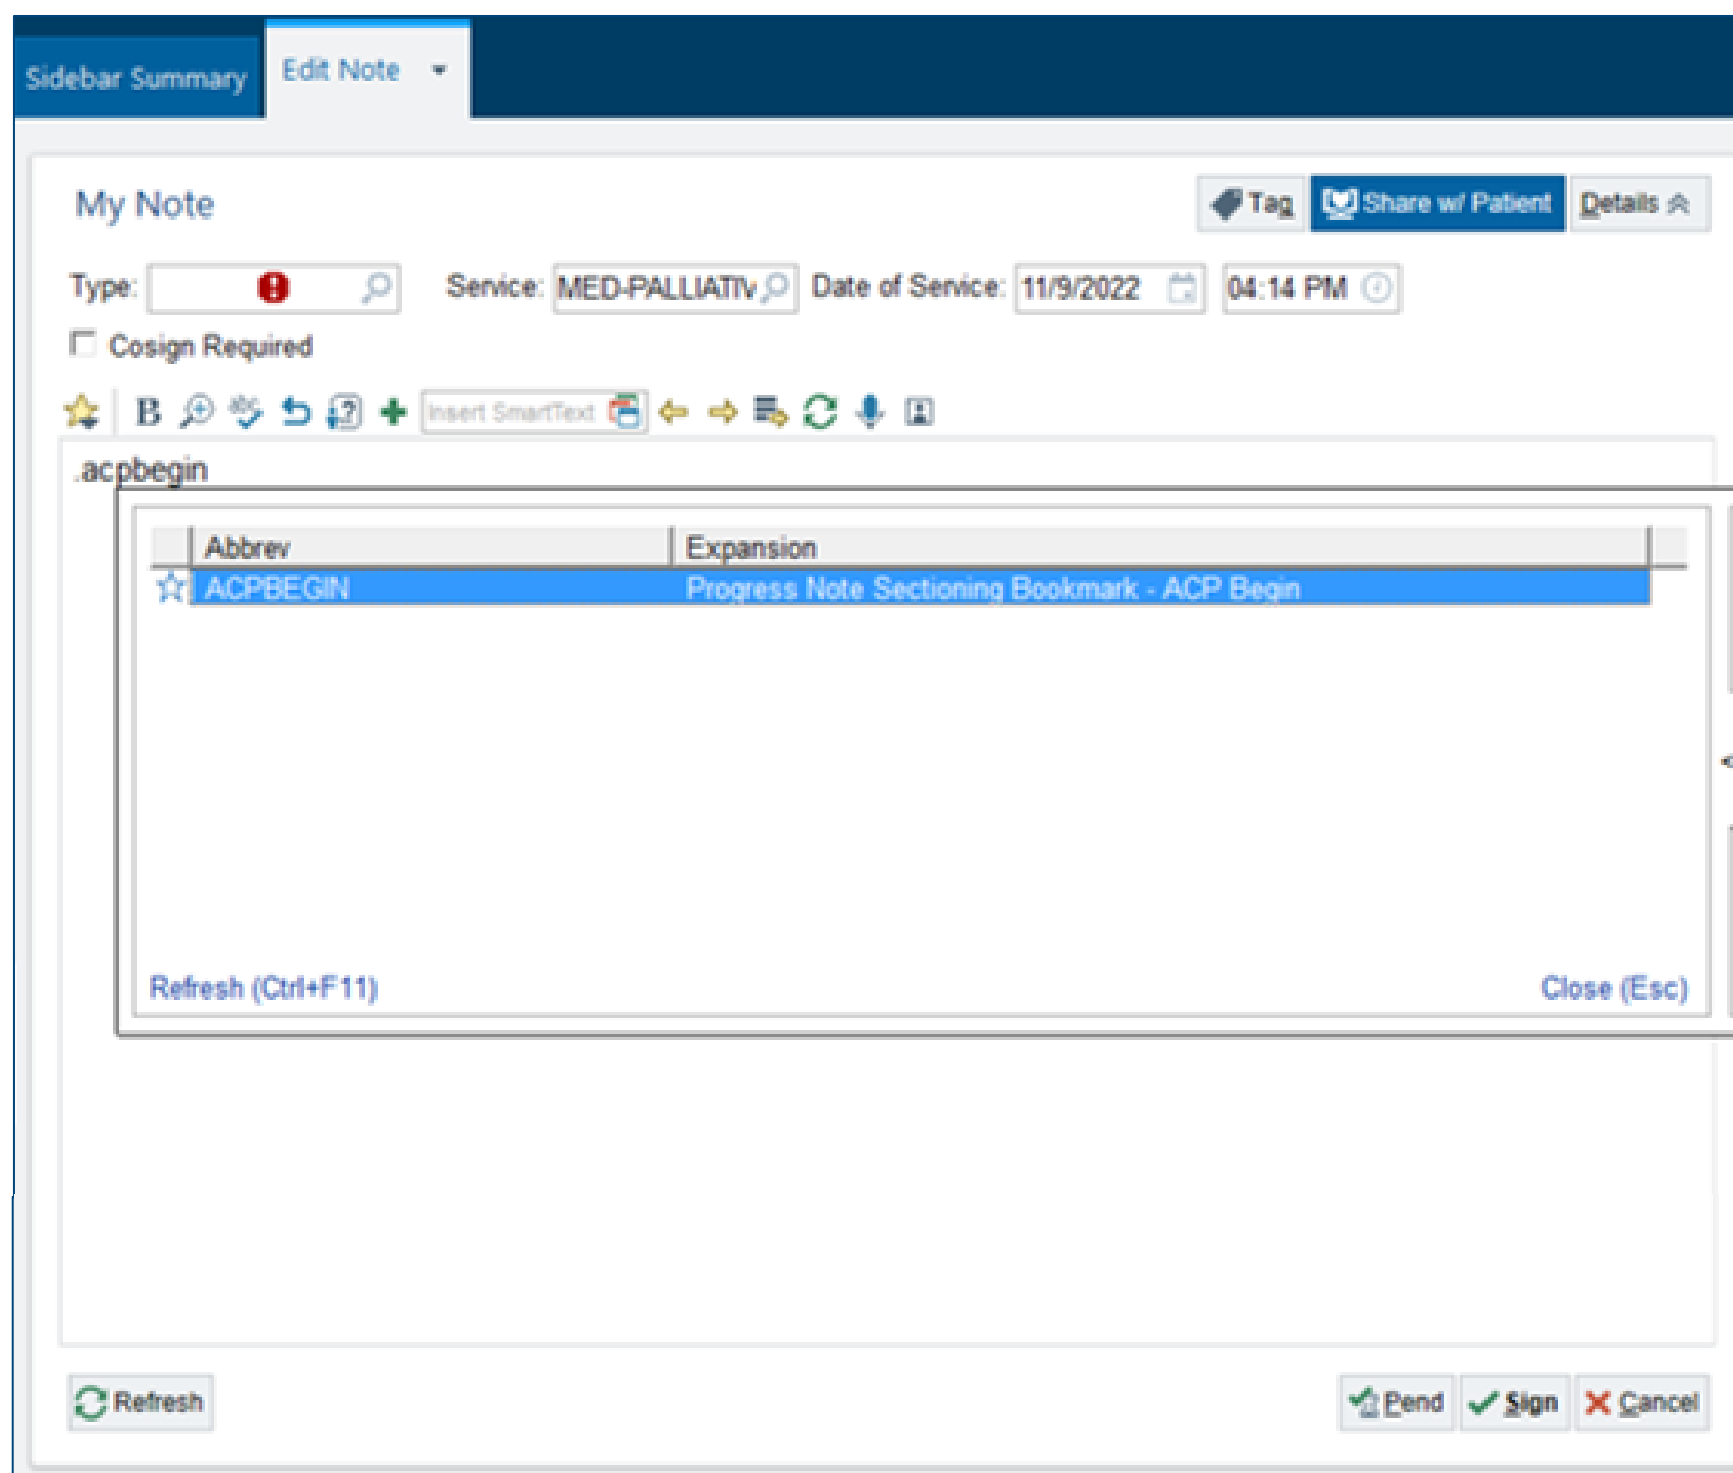 Sidebar Summary Edit Note
My Note Tag Share w/ Patient Details
Type: Service: MED-PALLIATIV Date of Service: 11/9/2022 04:14 PM
Cosign Required
B abc Insert SmartText
.acpbegin
Abbrev Expansion
ACPBEGIN Progress Note Sectioning Bookmark - ACP Begin
Refresh (Ctrl+F11) Close (Esc)
Refresh Pend Sign Cancel